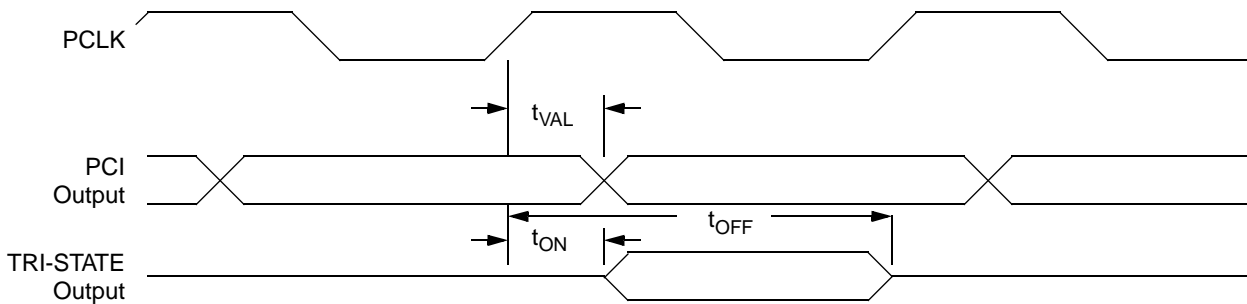 PCLK
tVAL
PCI
Output
tOFF
tON
TRI-STATE
Output